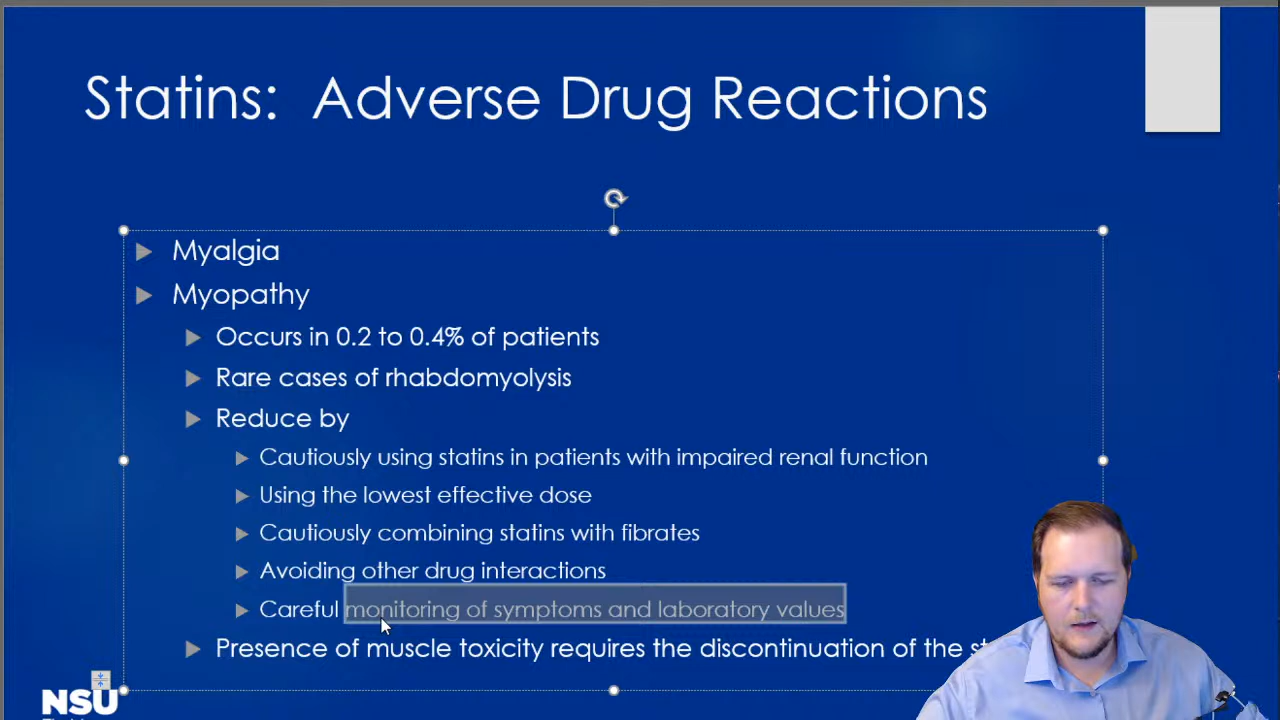 Statins: Adverse Drug Reactions
Myalgia
Myopathy
Occurs in 0.2 to 0.4% of patients
Rare cases of rhabdomyolysis
Reduce by
Cautiously using statins in patients with impaired renal function
Using the lowest effective dose
Cautiously combining statins with fibrates
Avoiding other drug interactions
Careful monitoring of symptoms and laboratory values
Presence of muscle toxicity requires the discontinuation of the
NSU